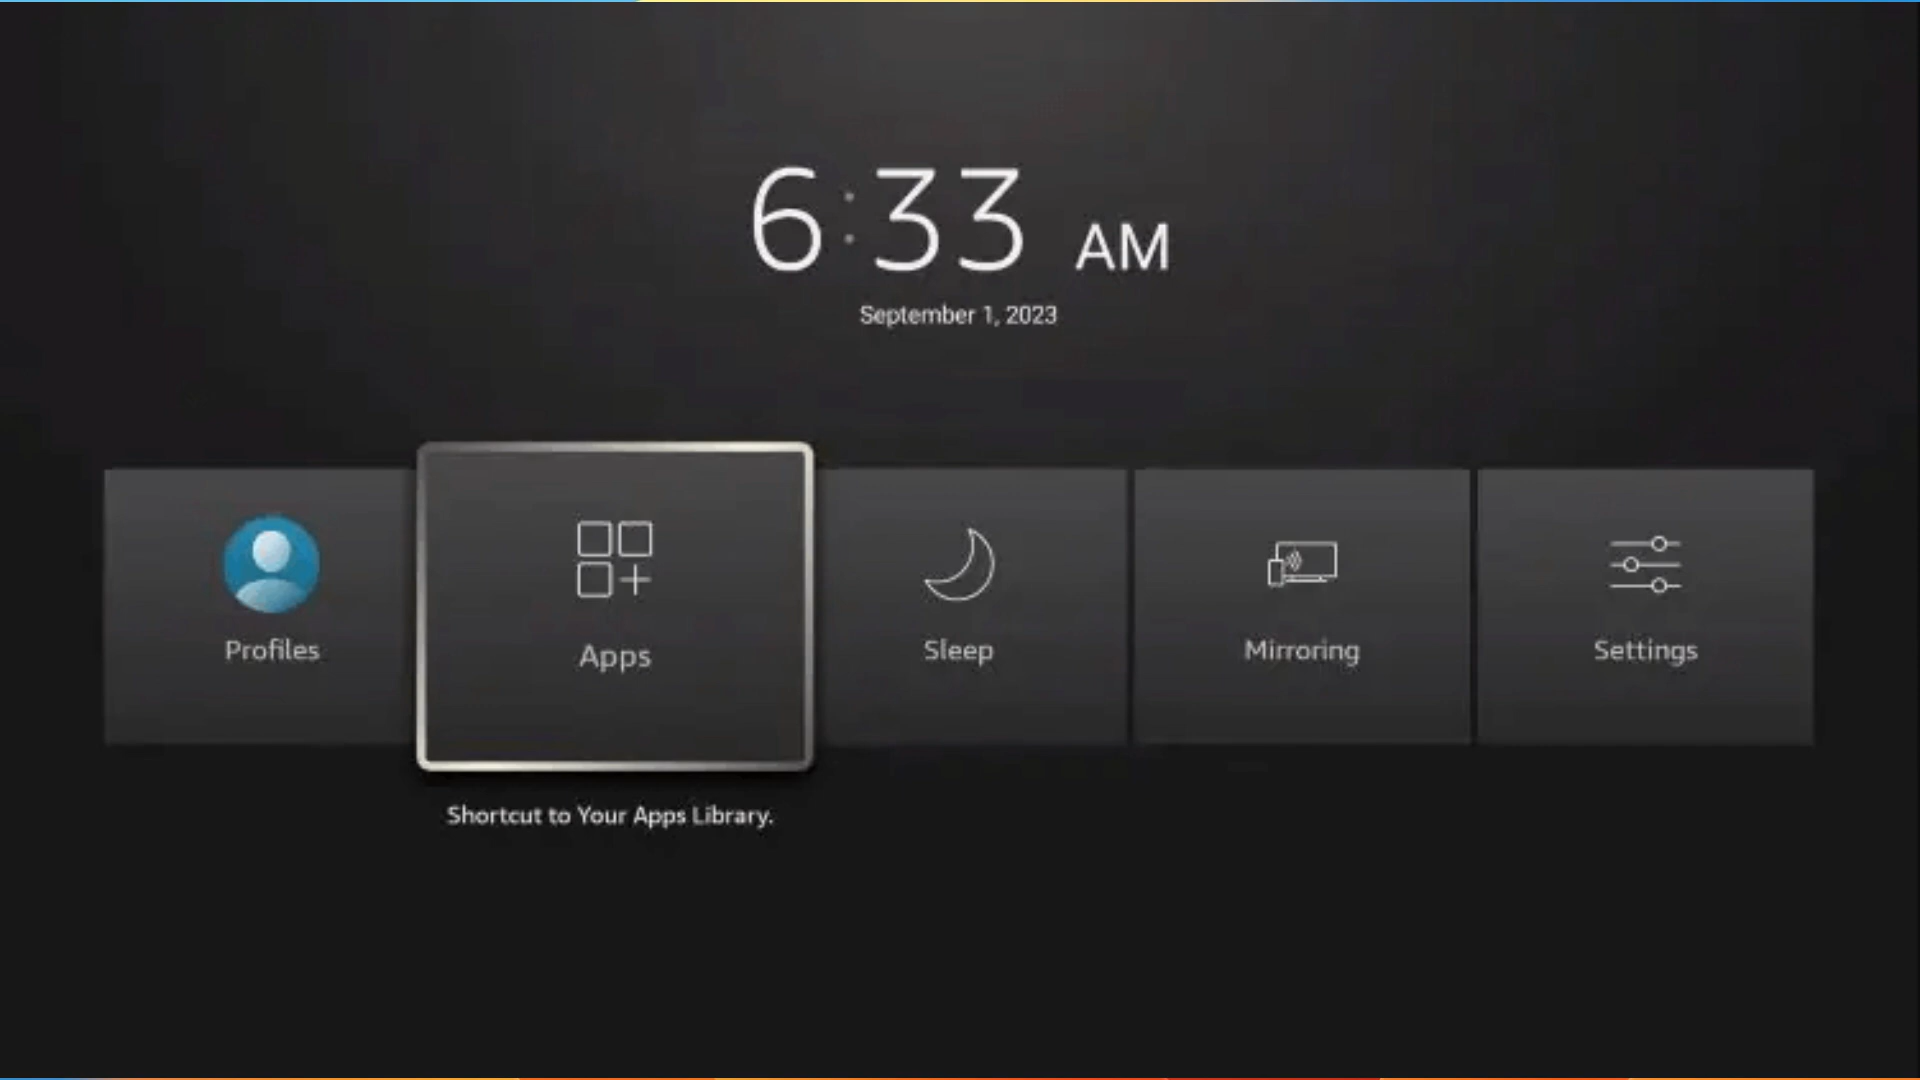 6:33 AM
September 1, 2023
Profiles
Apps
Sleep
Mirroring
Settings
Shortcut to Your Apps Library.